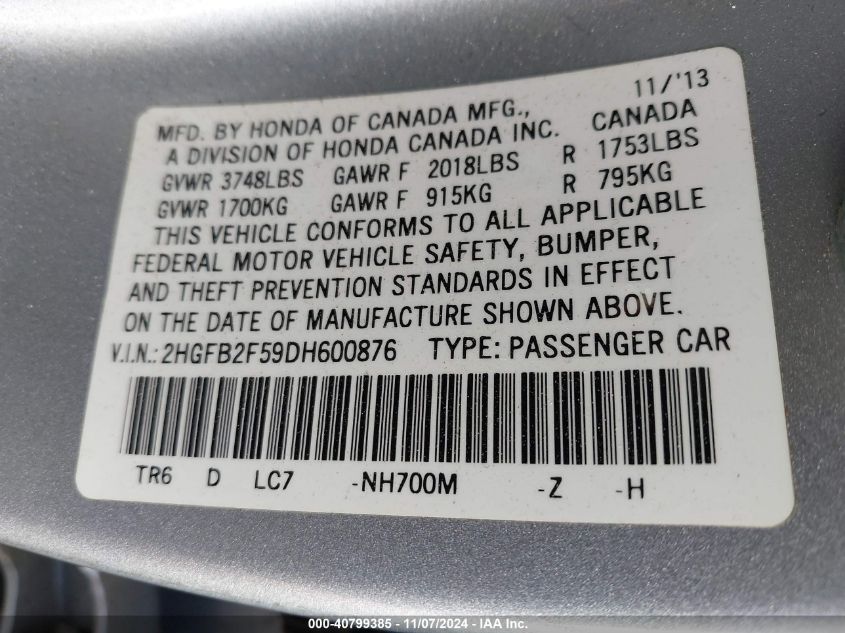 11/'13
MFD. BY HONDA OF CANADA MFG., CANADA
A DIVISION OF HONDA CANADA INC.
GVWR 3748LBS GAWR F 2018LBS R 1753LBS
GVWR 1700KG GAWR F 915KG R 795KG
THIS VEHICLE CONFORMS TO ALL APPLICABLE
FEDERAL MOTOR VEHICLE SAFETY, BUMPER,
AND THEFT PREVENTION STANDARDS IN EFFECT
ON THE DATE OF MANUFACTURE SHOWN ABOVE.
V.I.N.: 2HGFB2F59DH600876 TYPE: PASSENGER CAR
TR6 D LC7 -NH700M -Z -H
000-40799385 - 11/07/2024 - IAA Inc.